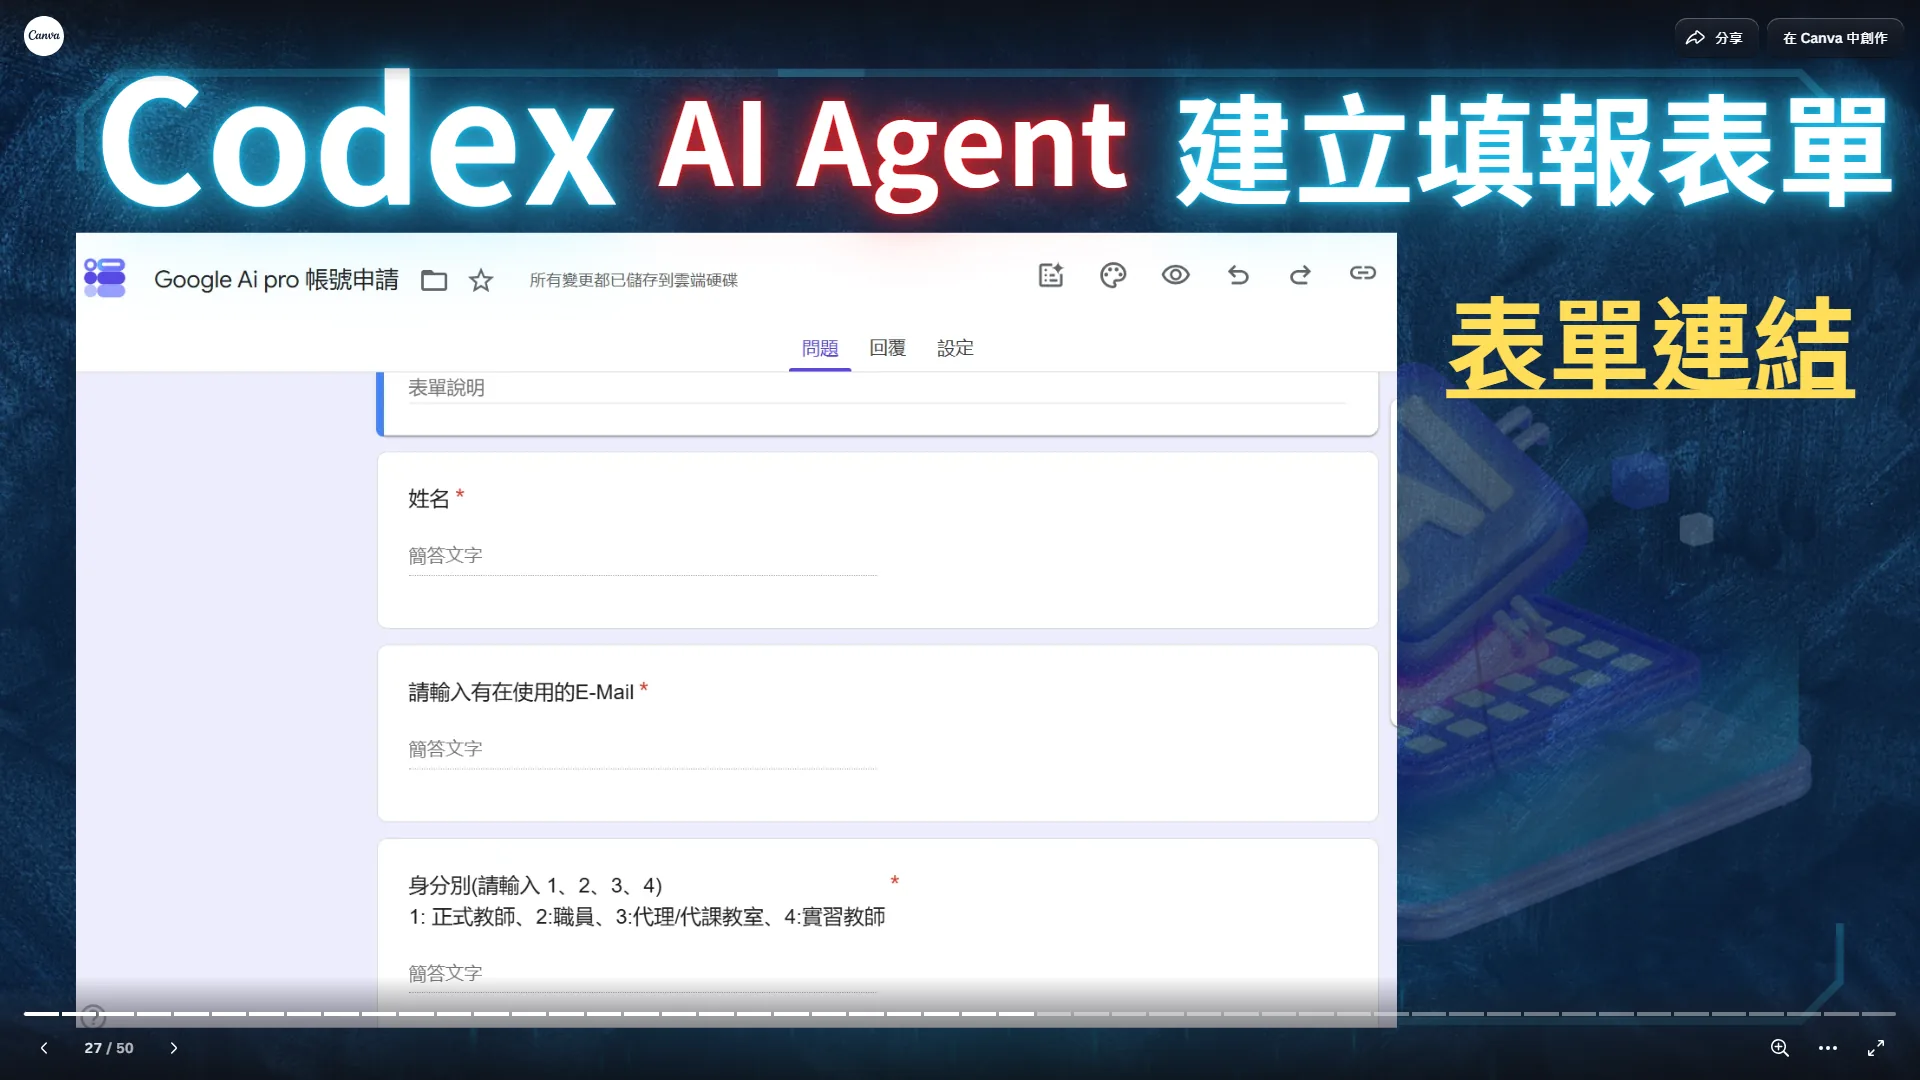 Canva
分享
在 Canva 中創作
Codex AI Agent 建立填報表單
Google Ai pro 帳號申請
所有變更都已儲存到雲端硬碟
問題 回覆 設定
表單連結
表單說明
姓名 *
簡答文字
請輸入有在使用的E-Mail *
簡答文字
身分別(請輸入 1、2、3、4) *
1: 正式教師、2:職員、3:代理/代課教室、4:實習教師
簡答文字
27 / 50